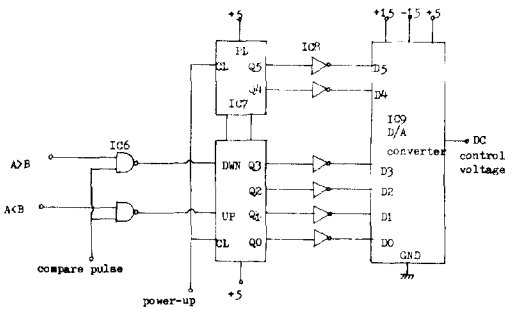 +5
+15 -15 +5
PL
IC8
CL
Q5
D5
Q4
D4
IC7
IC6
IC9
D/A
converter
DC
control
voltage
A>B
DWN
Q3
D3
Q2
D2
A<B
UP
Q1
D1
CL
Q0
D0
GND
compare pulse
power-up
+5